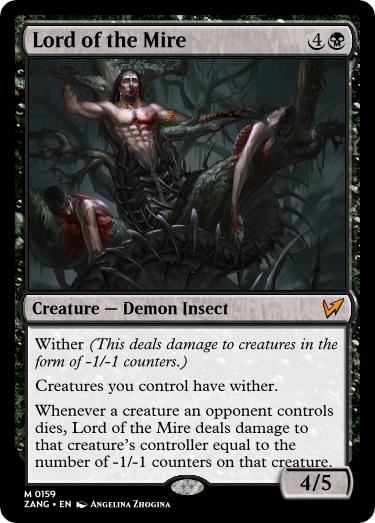 Lord of the Mire 4
Creature — Demon Insect
Wither (This deals damage to creatures in the
form of -1/-1 counters.)
Creatures you control have wither.
Whenever a creature an opponent controls
dies, Lord of the Mire deals damage to
that creature's controller equal to the
number of -1/-1 counters on that creature.
4/5
M 0159
ZANG • EN Angelina Zhogina